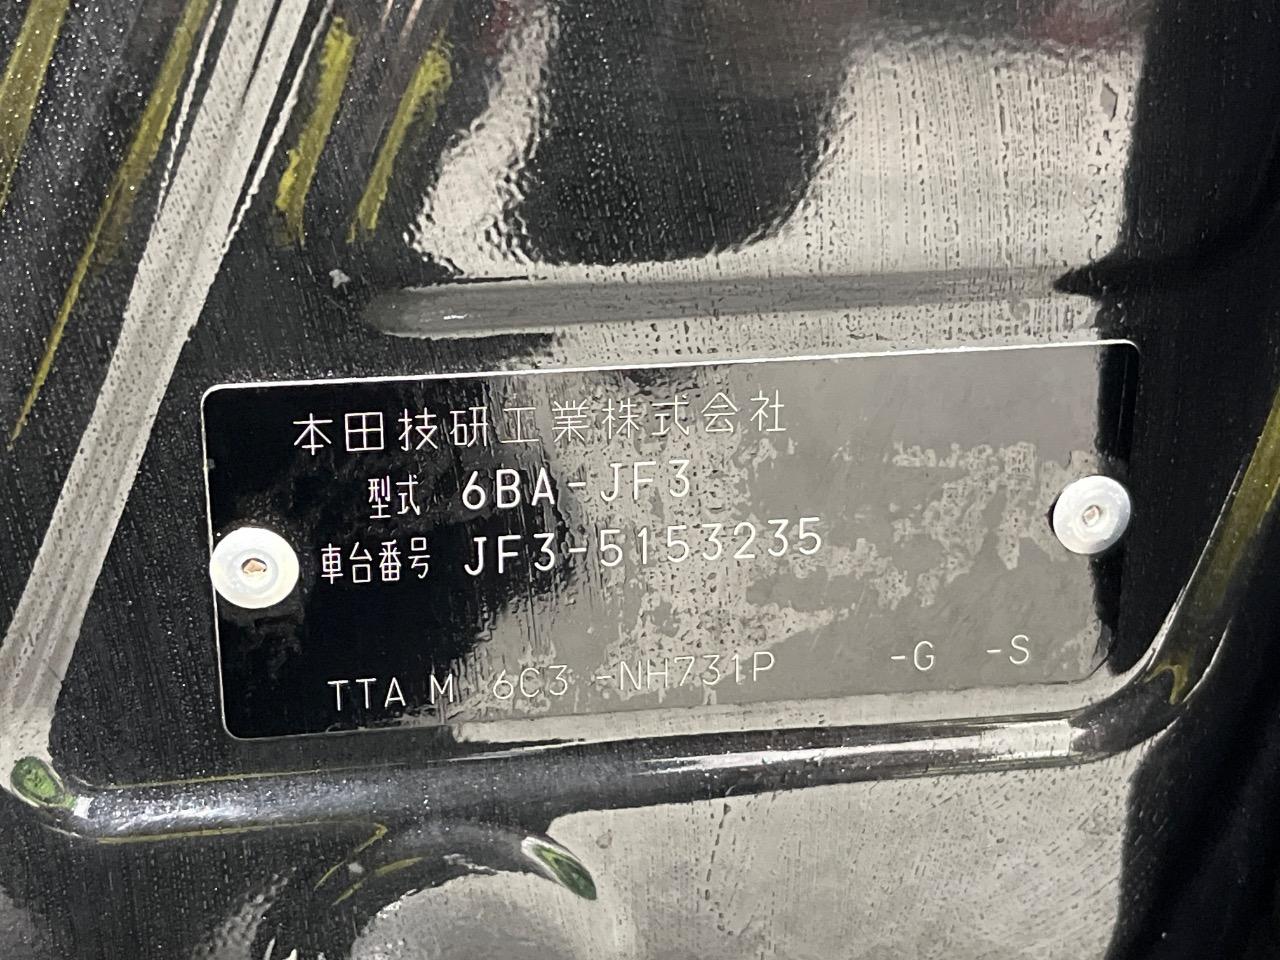 本田技研工業株式会社
型式 6BA-JF3
車台番号 JF3-5153235
TTA M 6C3 -NH731P -G -S